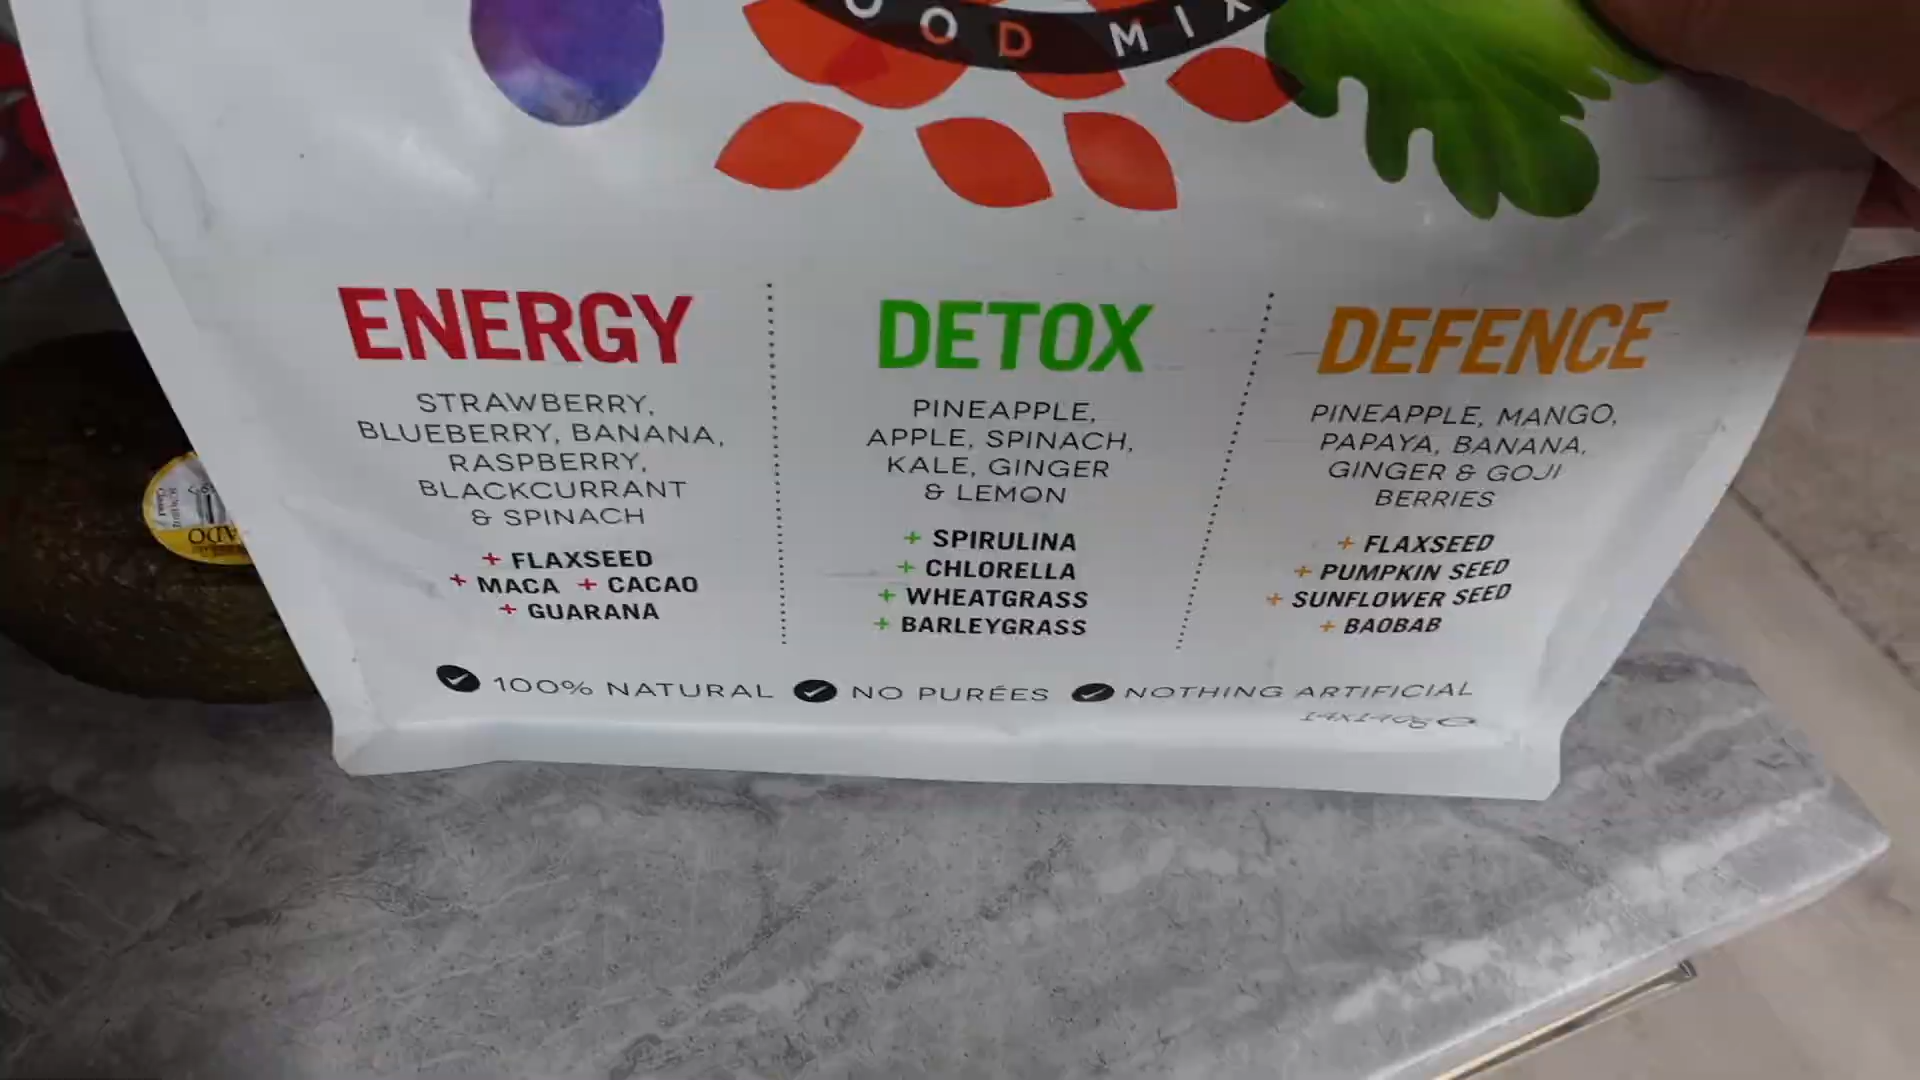 OOD MIX
ENERGY
STRAWBERRY,
BLUEBERRY, BANANA,
RASPBERRY,
BLACKCURRANT
& SPINACH
+ FLAXSEED
+ MACA + CACAO
+ GUARANA
DETOX
PINEAPPLE,
APPLE, SPINACH,
KALE, GINGER
& LEMON
+ SPIRULINA
+ CHLORELLA
+ WHEATGRASS
+ BARLEYGRASS
DEFENCE
PINEAPPLE, MANGO,
PAPAYA, BANANA,
GINGER & GOJI
BERRIES
+ FLAXSEED
+ PUMPKIN SEED
+ SUNFLOWER SEED
+ BAOBAB
100% NATURAL NO PURÉES NOTHING ARTIFICIAL
14x140g e